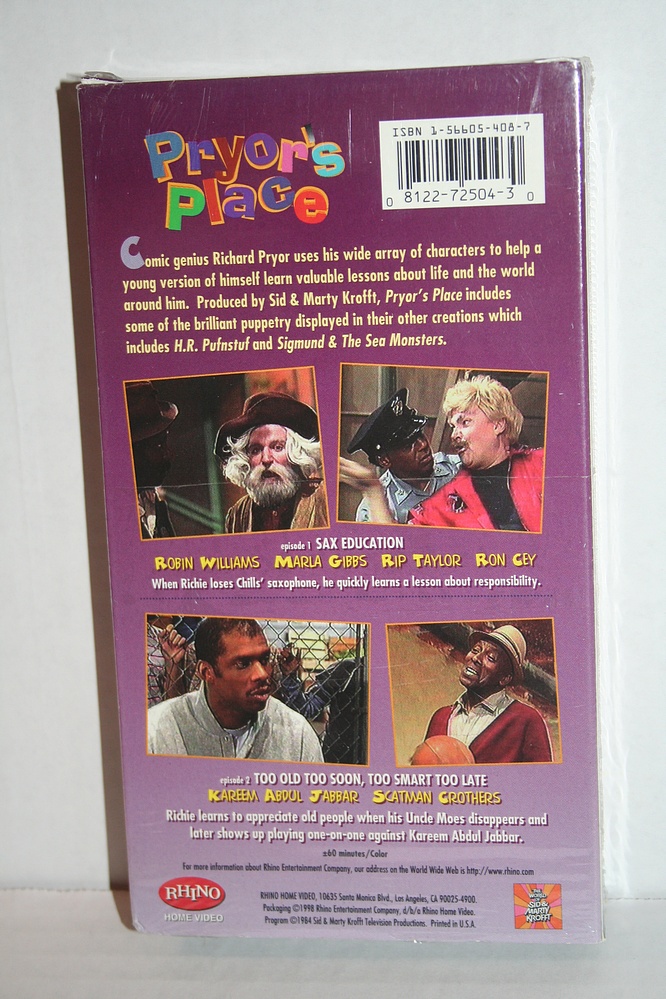 ISBN 1-56605-408-7
0 8122-72504-3 0
Pryor's
Place
Comic genius Richard Pryor uses his wide array of characters to help a
young version of himself learn valuable lessons about life and the world
around him. Produced by Sid & Marty Krofft, Pryor's Place includes
some of the brilliant puppetry displayed in their other creations which
includes H.R. Pufnstuf and Sigmund & The Sea Monsters.
episode 1 SAX EDUCATION
ROBIN WILLIAMS MARLA GIBBS RIP TAYLOR RON CEY
When Richie loses Chills' saxophone, he quickly learns a lesson about responsibility.
episode 2 TOO OLD TOO SOON, TOO SMART TOO LATE
KAREEM ABDUL JABBAR SCATMAN CROTHERS
Richie learns to appreciate old people when his Uncle Moes disappears and
later shows up playing one-on-one against Kareem Abdul Jabbar.
±60 minutes/Color
For more information about Rhino Entertainment Company, our address on the World Wide Web is http://www.rhino.com
RHINO
HOME VIDEO
RHINO HOME VIDEO, 10635 Santa Monica Blvd., Los Angeles, CA 90025-4900.
Packaging ©1998 Rhino Entertainment Company, d/b/a Rhino Home Video.
Program ©1984 Sid & Marty Krofft Television Productions. Printed in U.S.A.
THE
WORLD
OF
SID &
MARTY
KROFFT